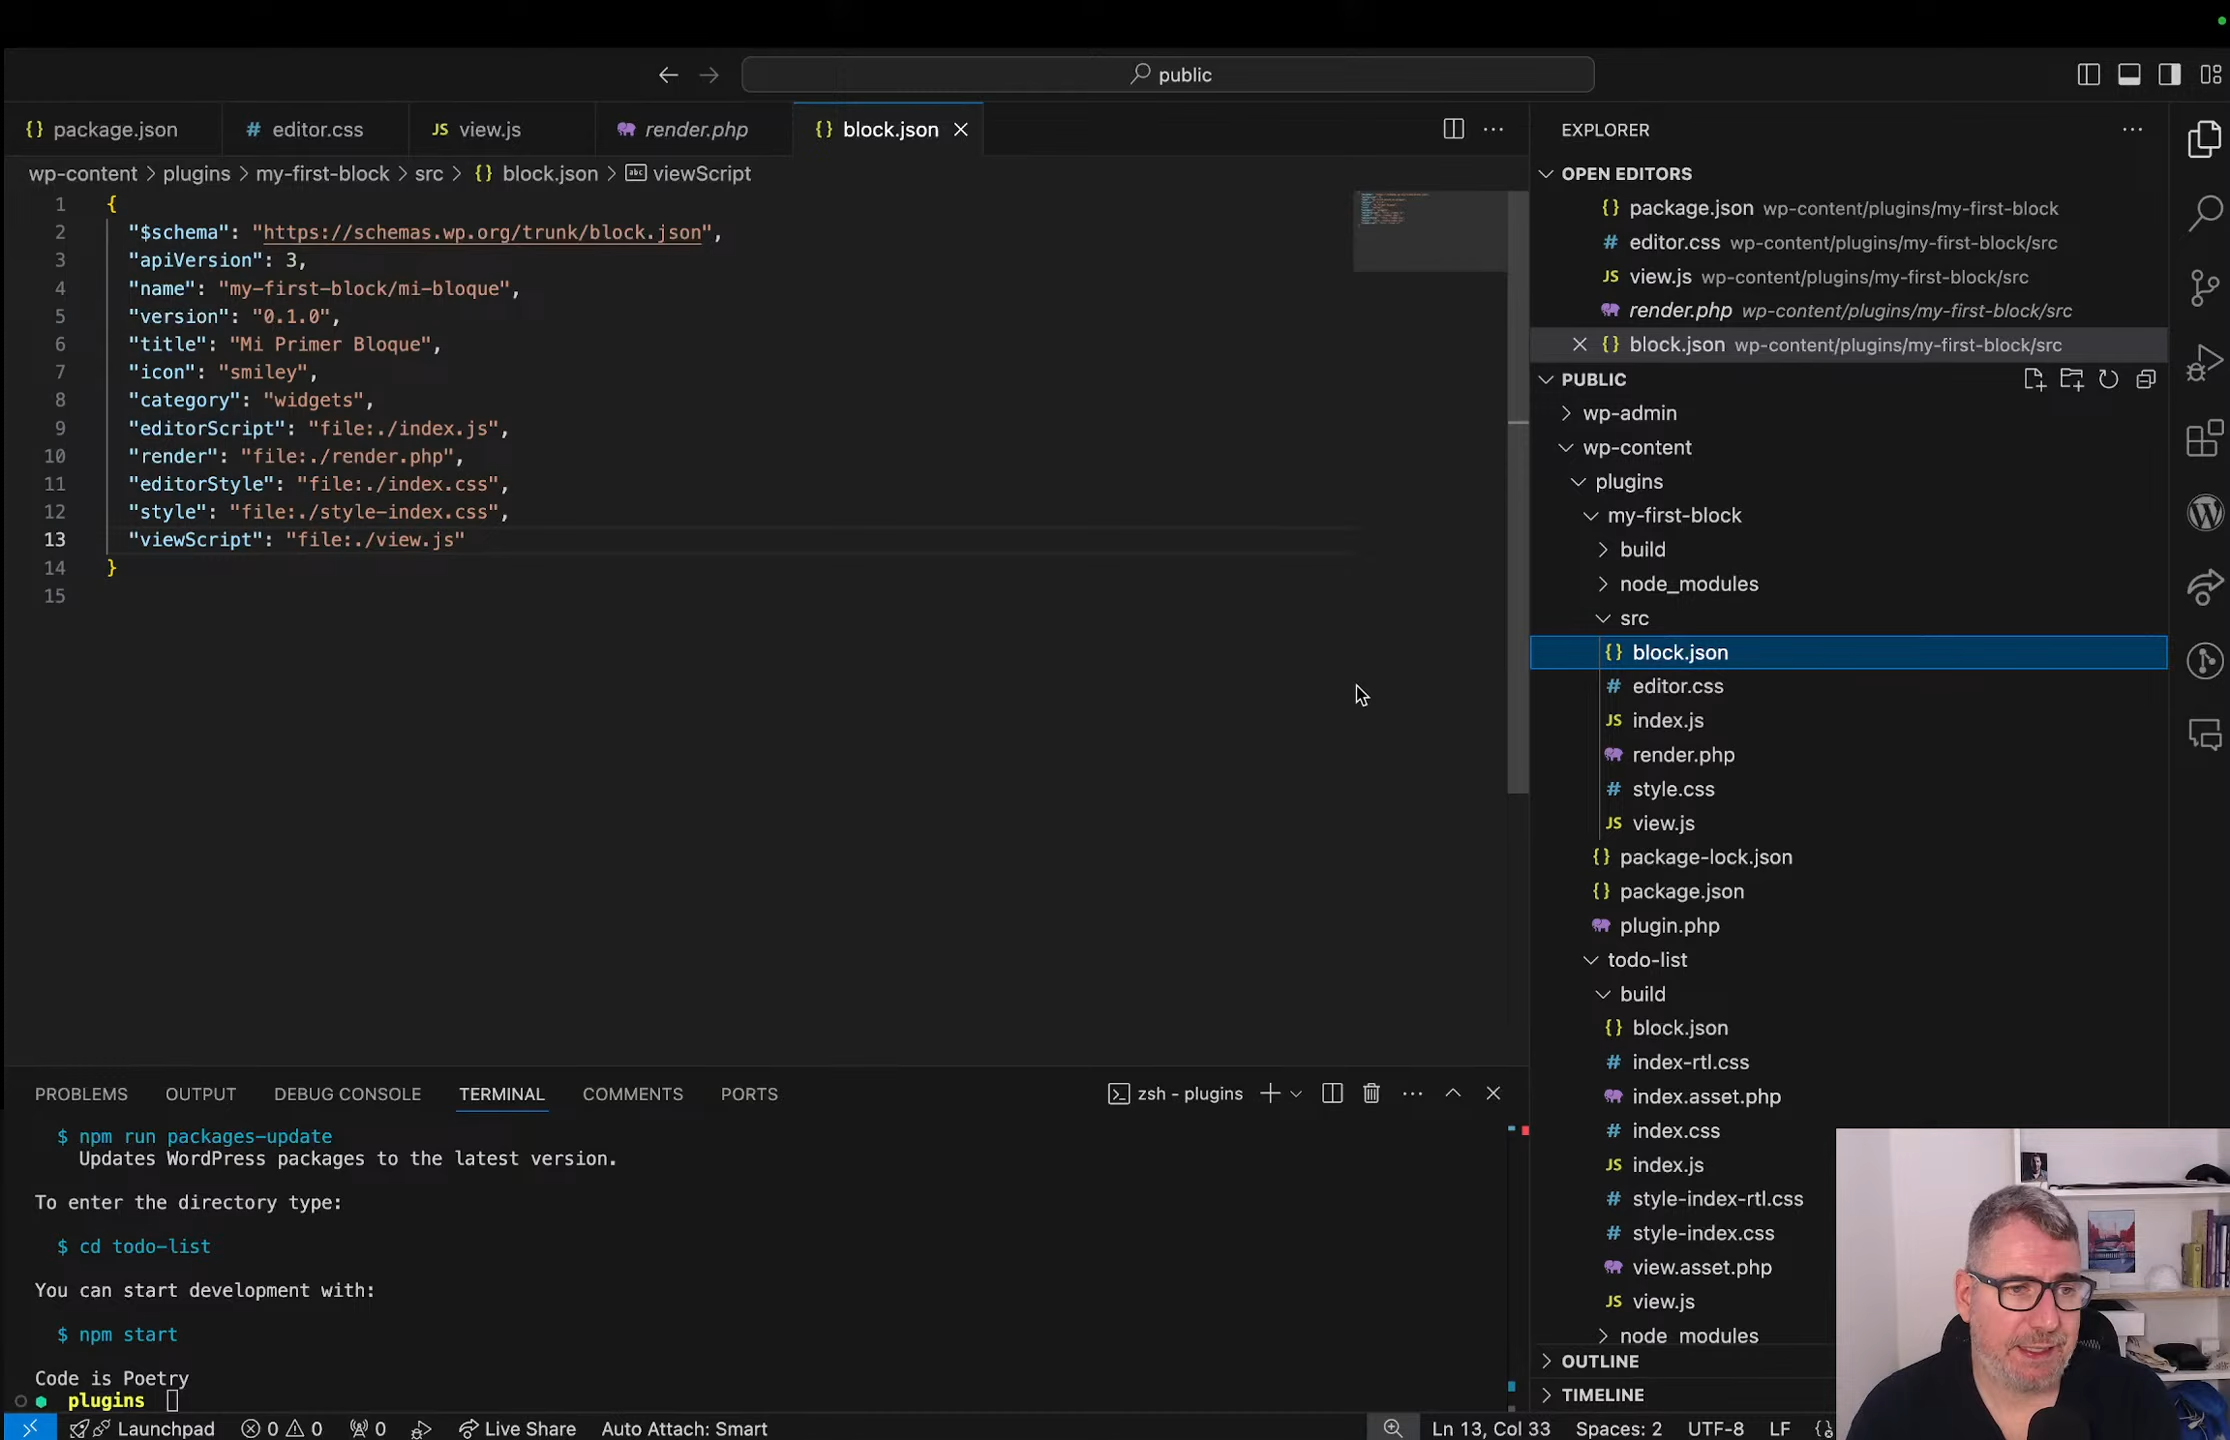 public
package.json
editor.css
view.js
render.php
block.json
wp-content > plugins > my-first-block > src > {} block.json > viewScript
1 {
2 "$schema": "https://schemas.wp.org/trunk/block.json",
3 "apiVersion": 3,
4 "name": "my-first-block/mi-bloque",
5 "version": "0.1.0",
6 "title": "Mi Primer Bloque",
7 "icon": "smiley",
8 "category": "widgets",
9 "editorScript": "file:./index.js",
10 "render": "file:./render.php",
11 "editorStyle": "file:./index.css",
12 "style": "file:./style-index.css",
13 "viewScript": "file:./view.js"
14 }
15
PROBLEMS OUTPUT DEBUG CONSOLE TERMINAL COMMENTS PORTS
zsh - plugins
$ npm run packages-update
Updates WordPress packages to the latest version.
To enter the directory type:
$ cd todo-list
You can start development with:
$ npm start
Code is Poetry
plugins
EXPLORER
OPEN EDITORS
package.json wp-content/plugins/my-first-block
editor.css wp-content/plugins/my-first-block/src
view.js wp-content/plugins/my-first-block/src
render.php wp-content/plugins/my-first-block/src
block.json wp-content/plugins/my-first-block/src
PUBLIC
wp-admin
wp-content
plugins
my-first-block
build
node_modules
src
block.json
editor.css
index.js
render.php
style.css
view.js
package-lock.json
package.json
plugin.php
todo-list
build
block.json
index-rtl.css
index.asset.php
index.css
index.js
style-index-rtl.css
style-index.css
view.asset.php
view.js
node_modules
OUTLINE
TIMELINE
Launchpad 0 0 0 Live Share Auto Attach: Smart Ln 13, Col 33 Spaces: 2 UTF-8 LF